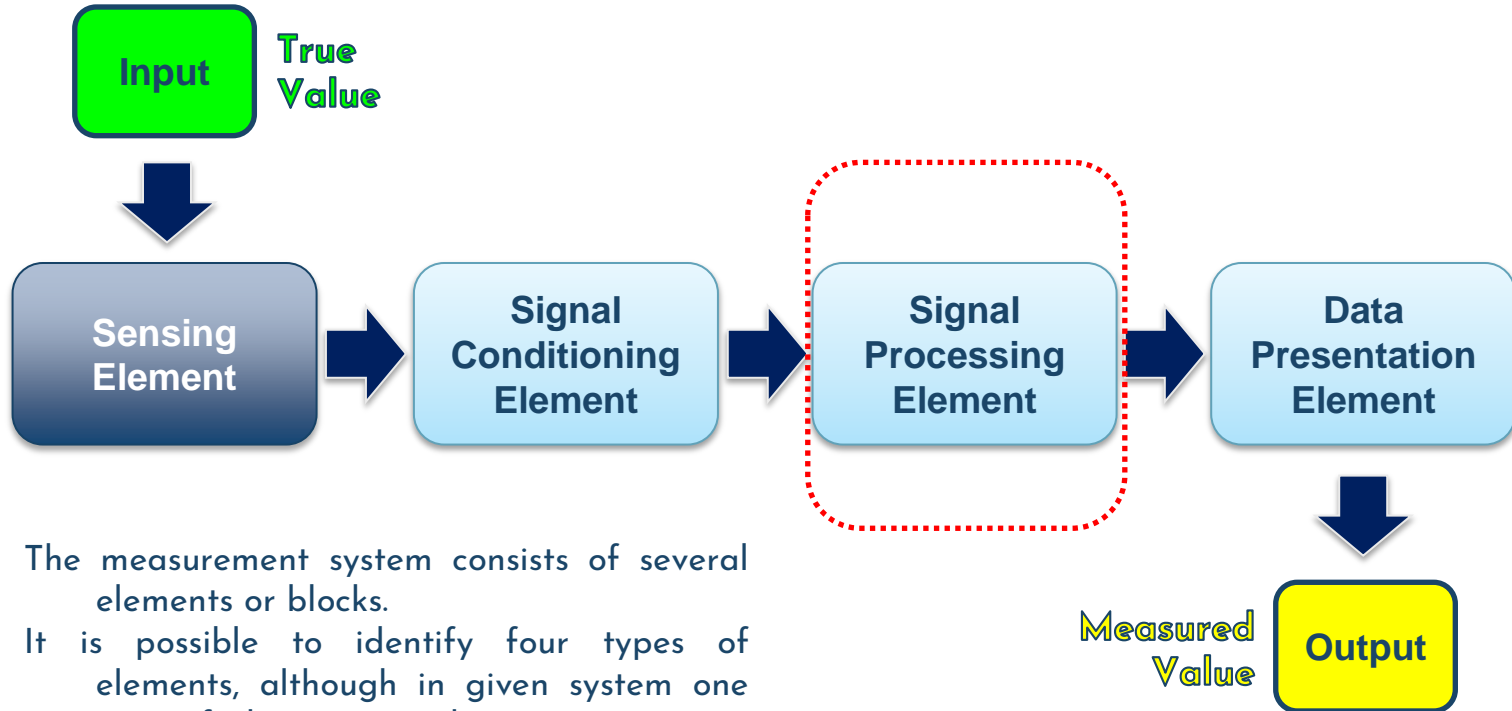 Input
True
Value
Sensing
Element
Signal
Conditioning
Element
Signal
Processing
Element
Data
Presentation
Element
The measurement system consists of several
elements or blocks.
It is possible to identify four types of
elements, although in given system one
Measured
Value
Output